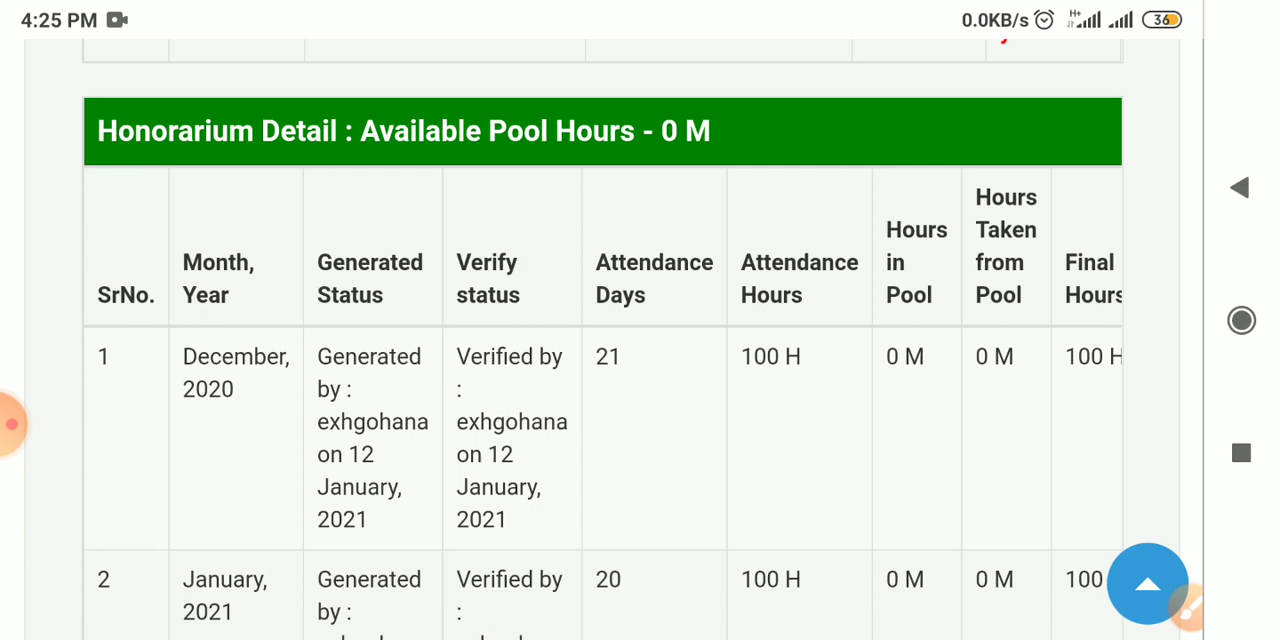 4:25 PM
0.0KB/s
H+
36
Honorarium Detail : Available Pool Hours - 0 M
SrNo.
Month,
Year
Generated
Status
Verify
status
Attendance
Days
Attendance
Hours
Hours
in
Pool
Hours
Taken
from
Pool
Final
Hours
1
December,
2020
Generated
by :
exhgohana
on 12
January,
2021
Verified by
:
exhgohana
on 12
January,
2021
21
100 H
0 M
0 M
100 H
2
January,
2021
Generated
by :
Verified by
:
20
100 H
0 M
0 M
100